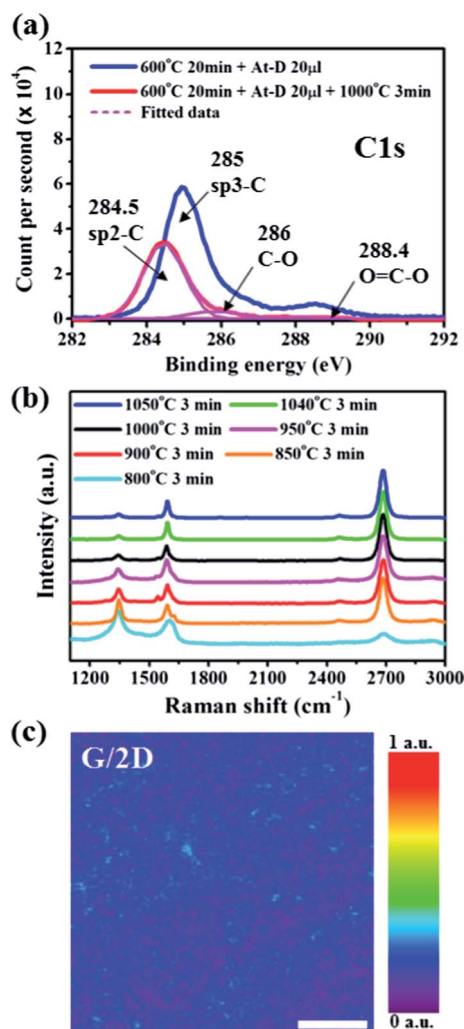 (a)
600°C 20min + At-D 20µl
600°C 20min + At-D 20µl + 1000°C 3min
Fitted data
C1s
285
sp3-C
284.5
sp2-C
286
C-O
288.4
O=C-O
12
10
8
6
4
2
0
Count per second (x 10⁴)
282 284 286 288 290 292
Binding energy (eV)
(b)
1050°C 3 min 1040°C 3 min
1000°C 3 min 950°C 3 min
900°C 3 min 850°C 3 min
800°C 3 min
Intensity (a.u.)
1200 1500 1800 2100 2400 2700 3000
Raman shift (cm⁻¹)
(c)
G/2D
1 a.u.
0 a.u.